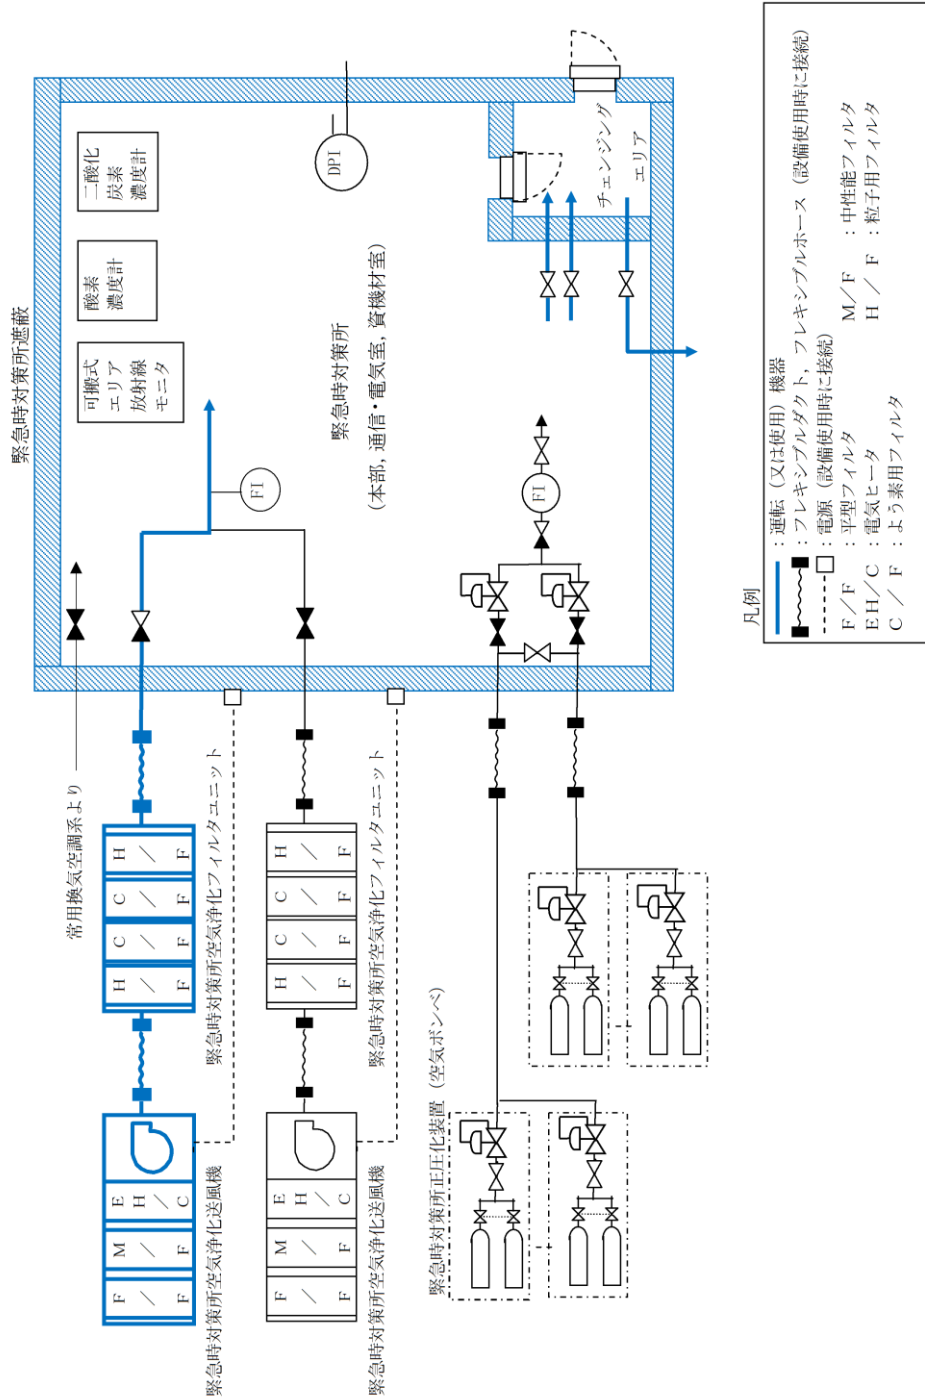 緊急時対策所遮蔽
二酸化
炭素
濃度計
酸素
濃度計
可搬式
エリア
放射線
モニタ
DPI
FI
緊急時対策所
(本部，通信・電気室，資機材室)
チェンジング
エリア
FI
常用換気空調系より
F/F
M/F
EH/C
H/F
C/F
C/F
H/F
緊急時対策所空気浄化送風機
緊急時対策所空気浄化フィルタユニット
F/F
M/F
EH/C
H/F
C/F
C/F
H/F
緊急時対策所空気浄化送風機
緊急時対策所空気浄化フィルタユニット
緊急時対策所正圧化装置（空気ボンベ）
凡例
：運転（又は使用）機器
：フレキシブルダクト，フレキシブルホース（設備使用時に接続）
：電源（設備使用時に接続）
F／F ：平型フィルタ M／F ：中性能フィルタ
EH／C ：電気ヒータ H／F ：粒子用フィルタ
C／F ：よう素用フィルタ